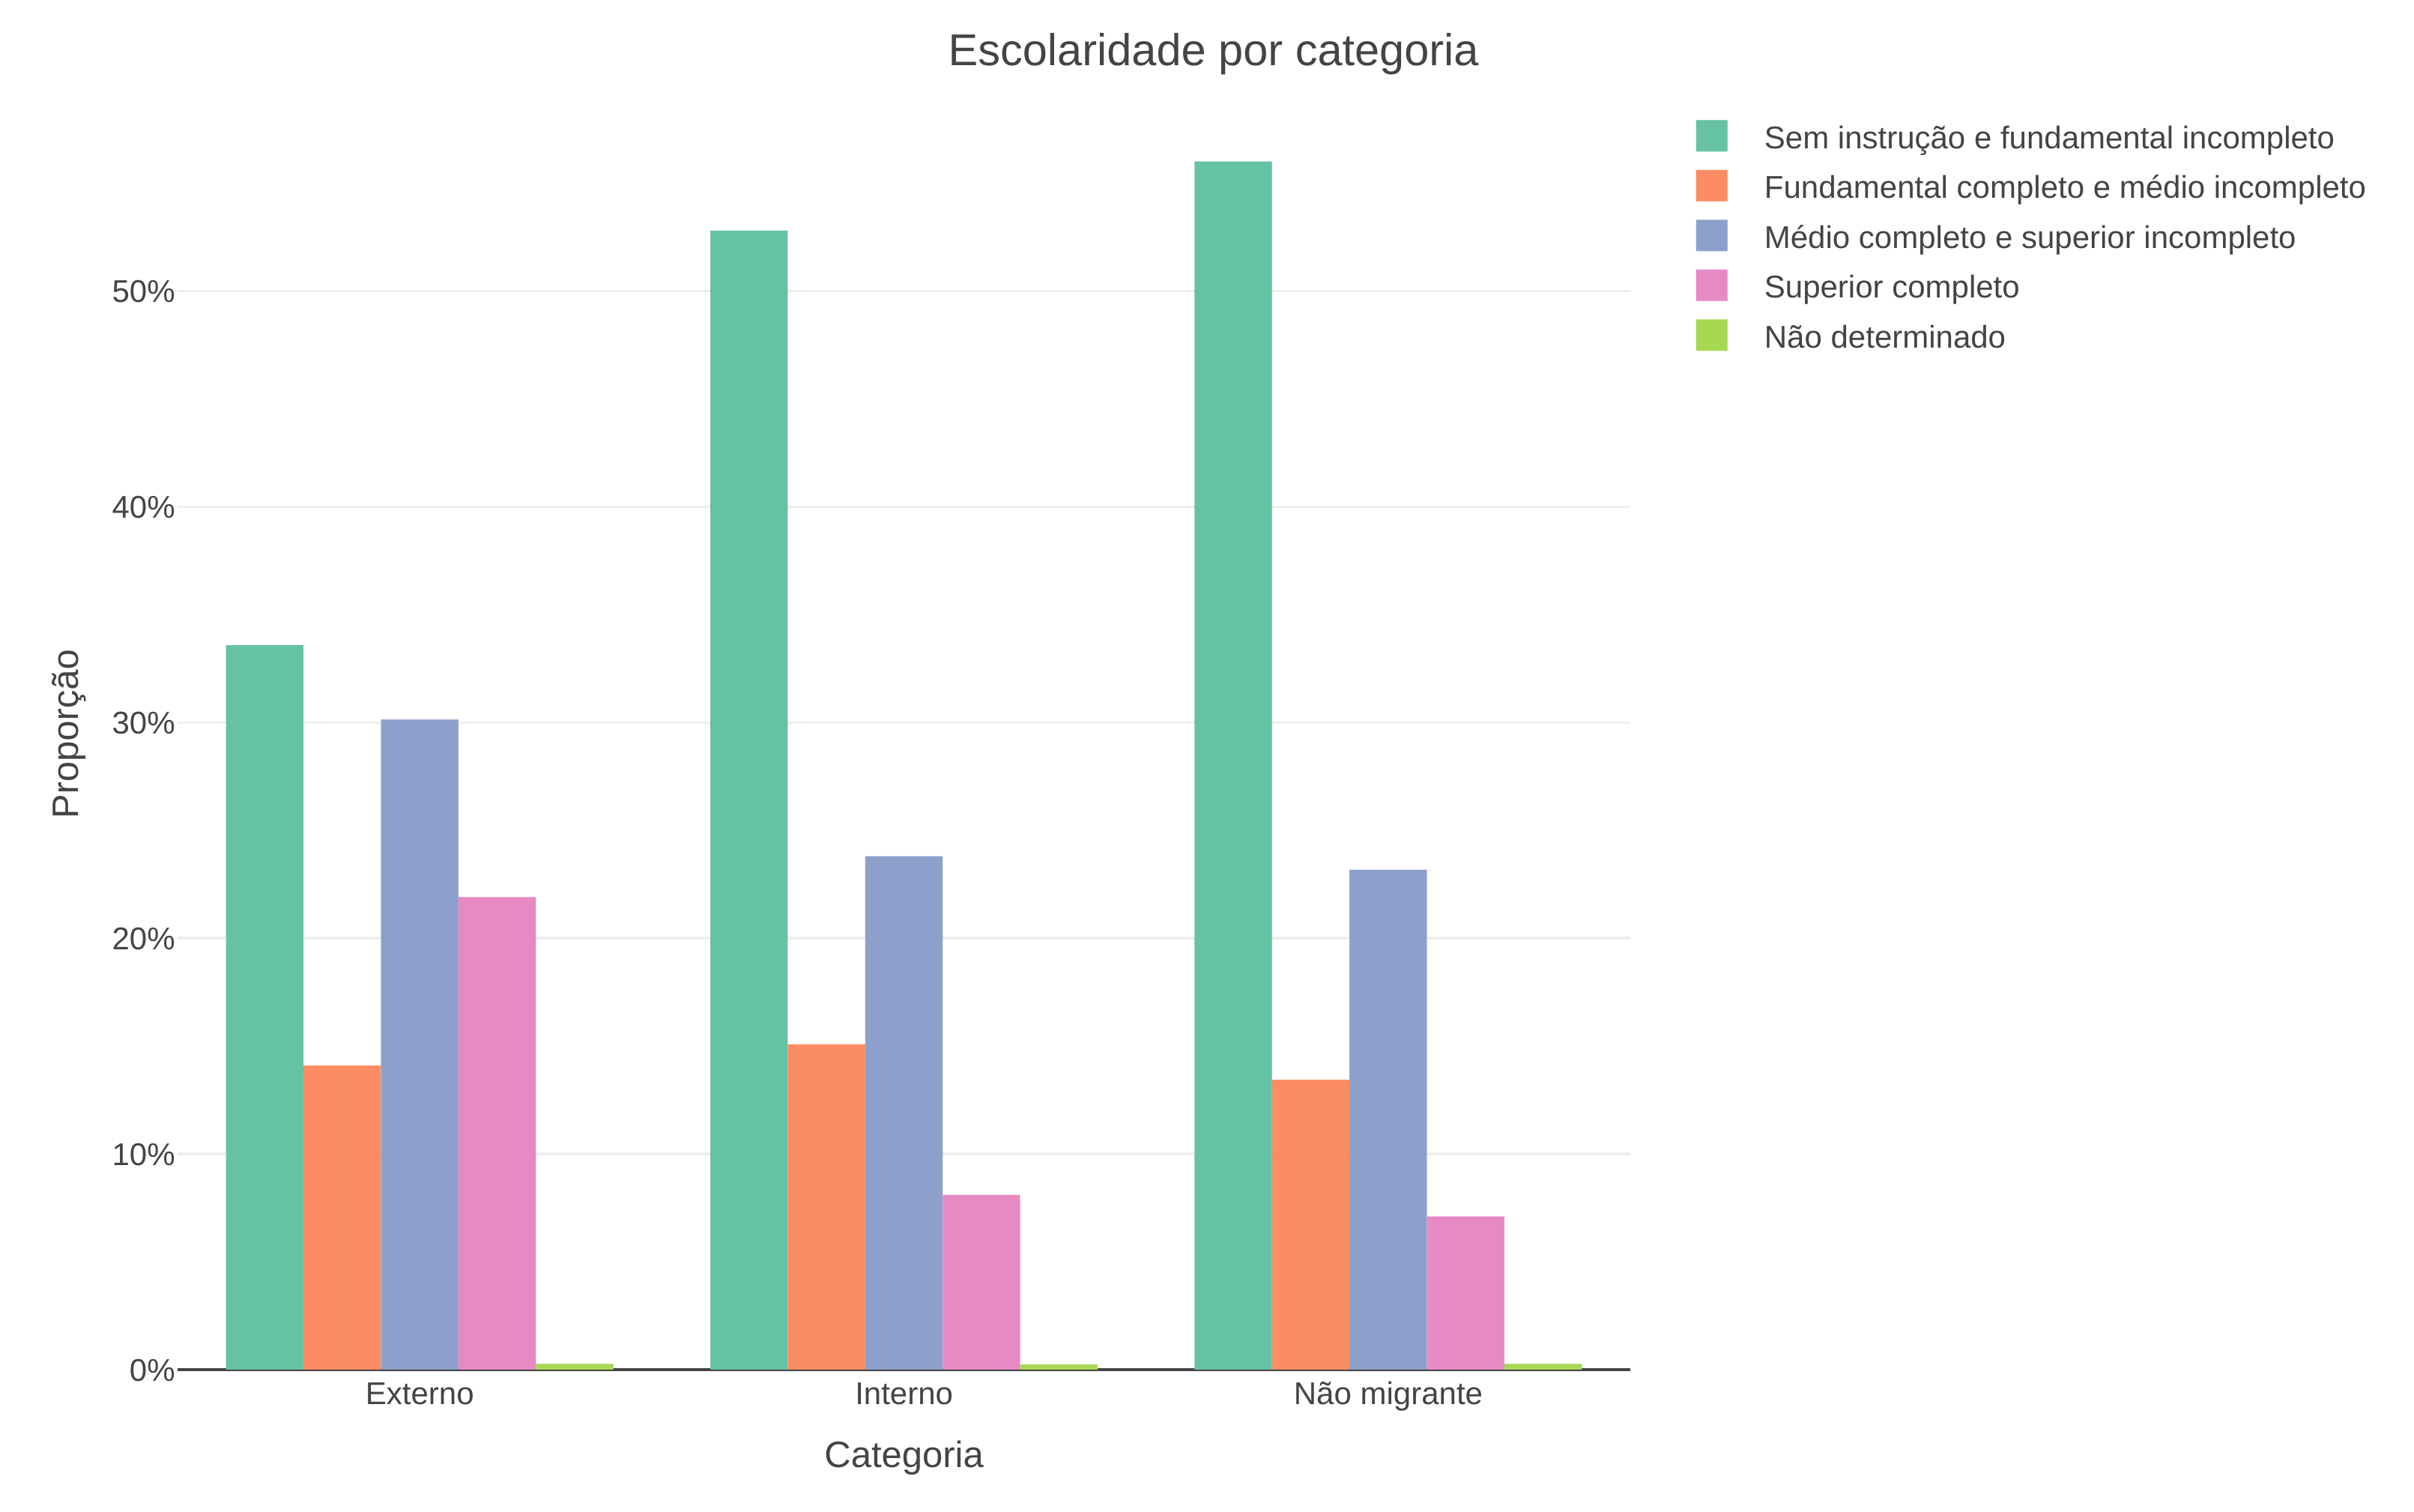 Escolaridade por categoria
Sem instrução e fundamental incompleto
Fundamental completo e médio incompleto
Médio completo e superior incompleto
Superior completo
Não determinado
Proporção
50%
40%
30%
20%
10%
0%
Externo
Interno
Não migrante
Categoria